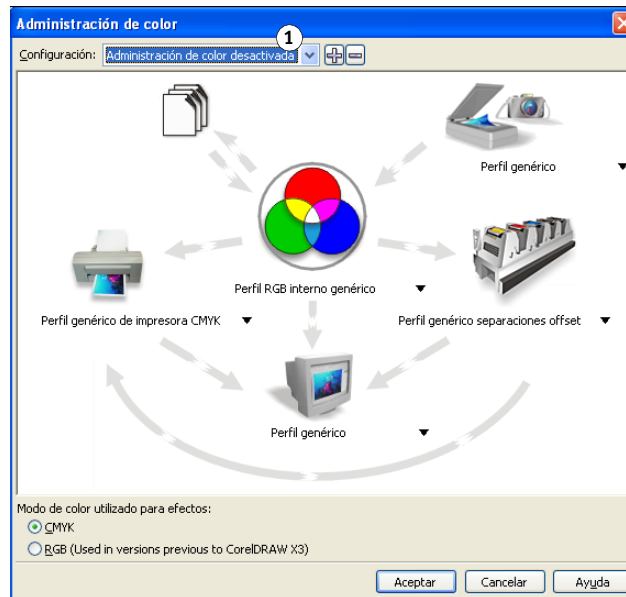 Administración de color
1
Configuración: Administración de color desactivada
Perfil genérico
Perfil RGB interno genérico
Perfil genérico de impresora CMYK
Perfil genérico separaciones offset
Perfil genérico
Modo de color utilizado para efectos:
CMYK
RGB (Used in versions previous to CorelDRAW X3)
Aceptar Cancelar Ayuda